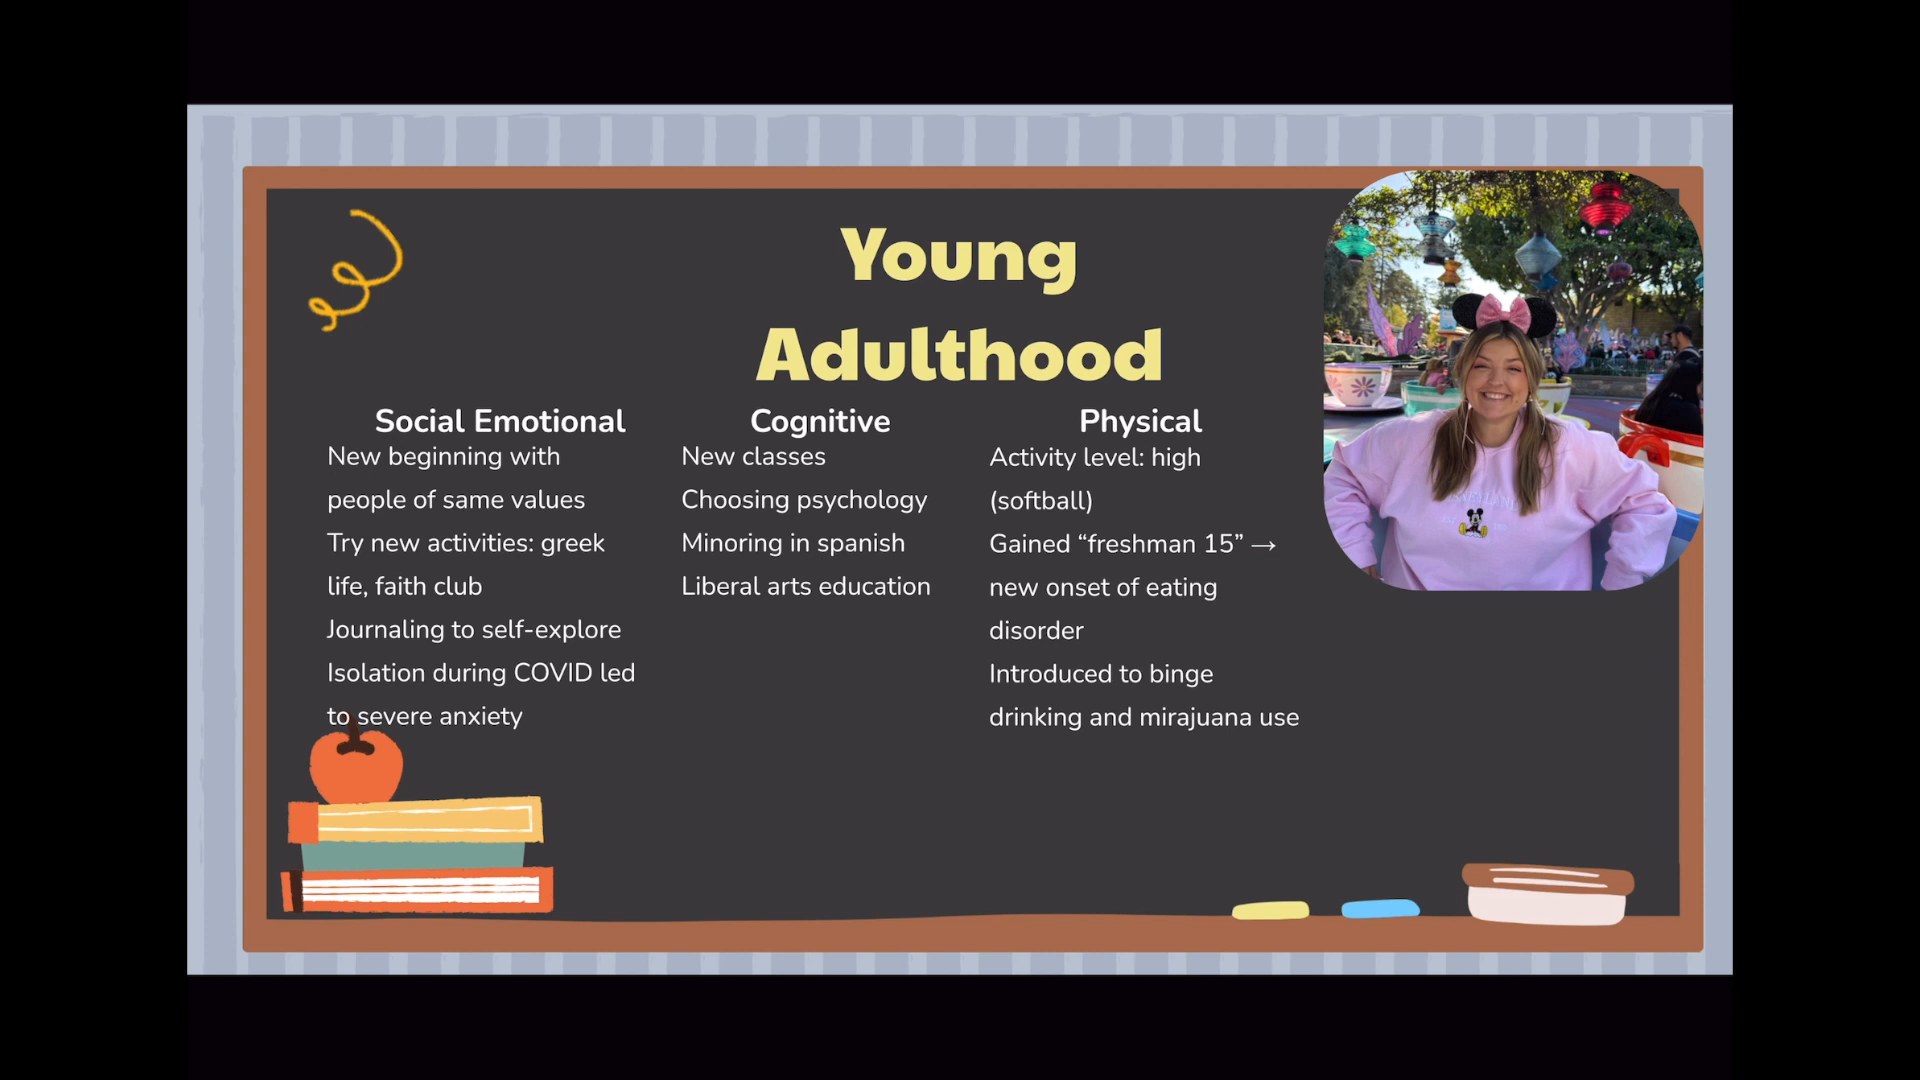 Young
Adulthood
Social Emotional
New beginning with
people of same values
Try new activities: greek
life, faith club
Journaling to self-explore
Isolation during COVID led
to severe anxiety
Cognitive
New classes
Choosing psychology
Minoring in spanish
Liberal arts education
Physical
Activity level: high
(softball)
Gained “freshman 15” →
new onset of eating
disorder
Introduced to binge
drinking and mirajuana use